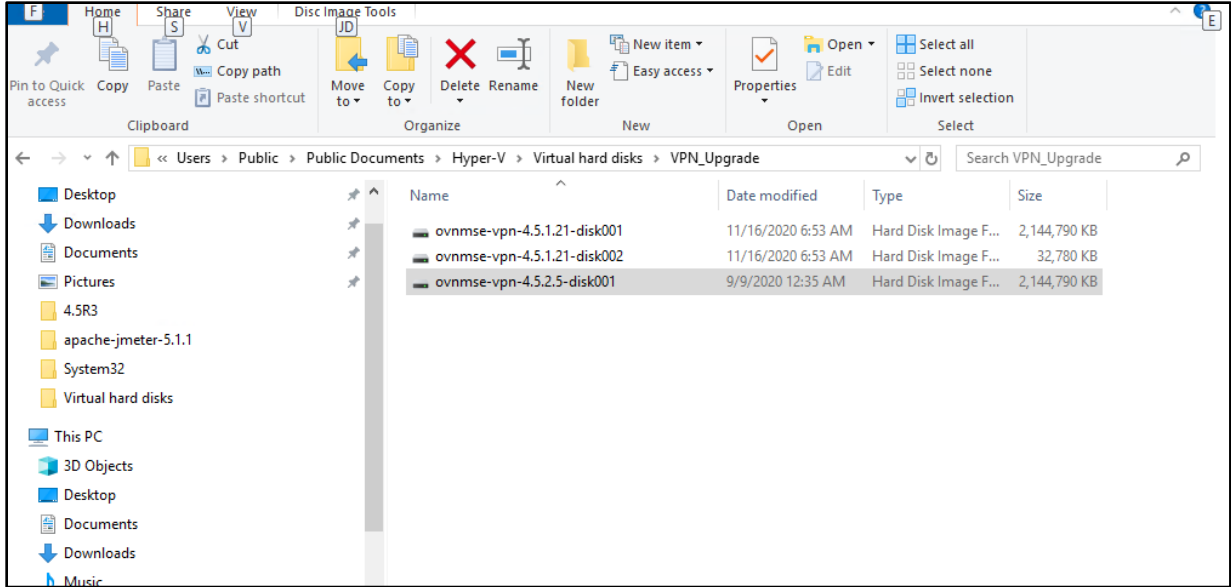 F Home Share View Disc Image Tools
H S V JD E
Pin to Quick access
Copy
Paste
Cut
Copy path
Paste shortcut
Clipboard
Move to
Copy to
Delete
Rename
Organize
New folder
New item
Easy access
New
Properties
Open
Edit
Open
Select all
Select none
Invert selection
Select
« Users > Public > Public Documents > Hyper-V > Virtual hard disks > VPN_Upgrade
Search VPN_Upgrade
Desktop
Downloads
Documents
Pictures
4.5R3
apache-jmeter-5.1.1
System32
Virtual hard disks
This PC
3D Objects
Desktop
Documents
Downloads
Music
Name Date modified Type Size
ovnmse-vpn-4.5.1.21-disk001 11/16/2020 6:53 AM Hard Disk Image F... 2,144,790 KB
ovnmse-vpn-4.5.1.21-disk002 11/16/2020 6:53 AM Hard Disk Image F... 32,780 KB
ovnmse-vpn-4.5.2.5-disk001 9/9/2020 12:35 AM Hard Disk Image F... 2,144,790 KB